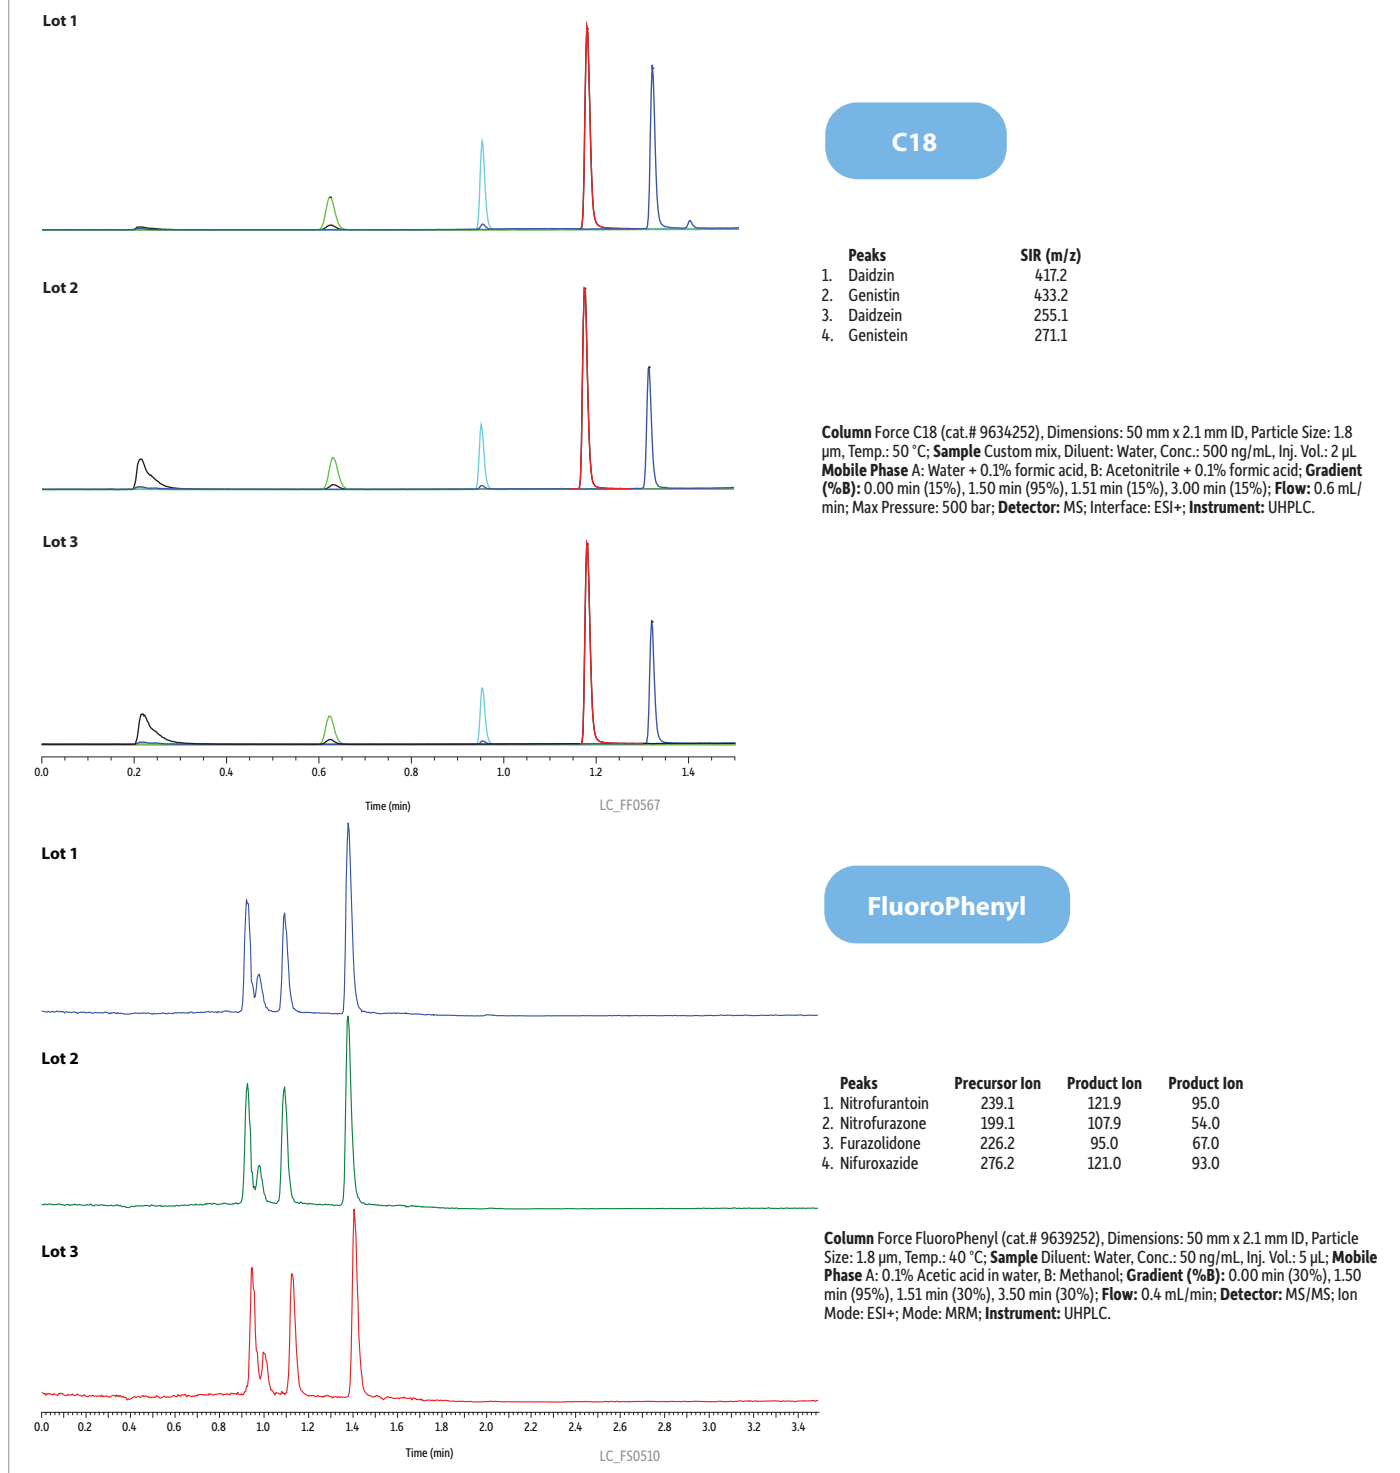 Lot 1
C18
Peaks SIR (m/z)
1. Daidzin 417.2
2. Genistin 433.2
3. Daidzein 255.1
4. Genistein 271.1
Lot 2
Column Force C18 (cat.# 9634252), Dimensions: 50 mm x 2.1 mm ID, Particle Size: 1.8
µm, Temp.: 50 °C; Sample Custom mix, Diluent: Water, Conc.: 500 ng/mL, Inj. Vol.: 2 µL
Mobile Phase A: Water + 0.1% formic acid, B: Acetonitrile + 0.1% formic acid; Gradient
(%B): 0.00 min (15%), 1.50 min (95%), 1.51 min (15%), 3.00 min (15%); Flow: 0.6 mL/
min; Max Pressure: 500 bar; Detector: MS; Interface: ESI+; Instrument: UHPLC.
Lot 3
0.0 0.2 0.4 0.6 0.8 1.0 1.2 1.4
Time (min)
LC_FF0567
Lot 1
FluoroPhenyl
Lot 2
Peaks Precursor Ion Product Ion Product Ion
1. Nitrofurantoin 239.1 121.9 95.0
2. Nitrofurazone 199.1 107.9 54.0
3. Furazolidone 226.2 95.0 67.0
4. Nifuroxazide 276.2 121.0 93.0
Lot 3
Column Force FluoroPhenyl (cat.# 9639252), Dimensions: 50 mm x 2.1 mm ID, Particle
Size: 1.8 µm, Temp.: 40 °C; Sample Diluent: Water, Conc.: 50 ng/mL, Inj. Vol.: 5 µL; Mobile
Phase A: 0.1% Acetic acid in water, B: Methanol; Gradient (%B): 0.00 min (30%), 1.50
min (95%), 1.51 min (30%), 3.50 min (30%); Flow: 0.4 mL/min; Detector: MS/MS; Ion
Mode: ESI+; Mode: MRM; Instrument: UHPLC.
0.0 0.2 0.4 0.6 0.8 1.0 1.2 1.4 1.6 1.8 2.0 2.2 2.4 2.6 2.8 3.0 3.2 3.4
Time (min)
LC_FS0510